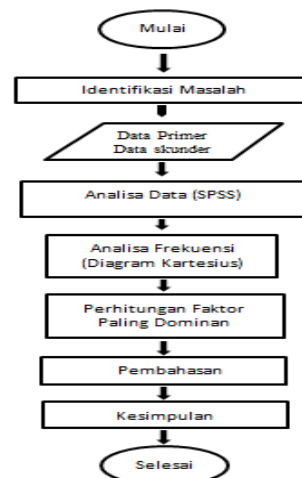 Mulai
Identifikasi Masalah
Data Primer
Data skunder
Analisa Data (SPSS)
Analisa Frekuensi
(Diagram Kartesius)
Perhitungan Faktor
Paling Dominan
Pembahasan
Kesimpulan
Selesai